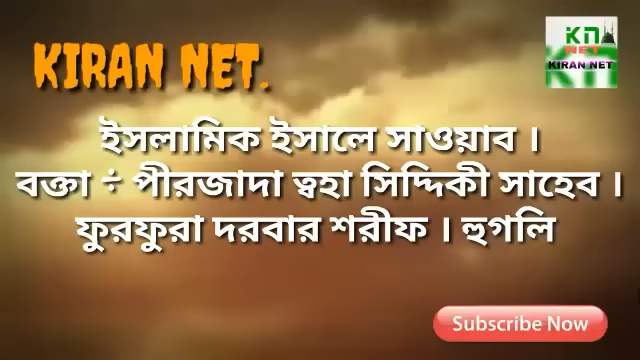 KIRAN NET.
KN
NET
KIRAN NET
ইসলামিক ইসালে সাওয়াব ।
বক্তা ÷ পীরজাদা ত্বহা সিদ্দিকী সাহেব ।
ফুরফুরা দরবার শরীফ । হুগলি
Subscribe Now